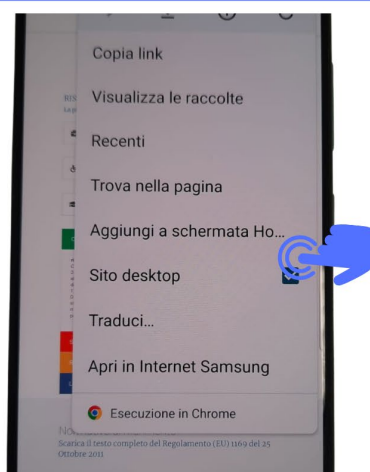 Copia link
Visualizza le raccolte
Recenti
Trova nella pagina
Aggiungi a schermata Ho...
Sito desktop
Traduci...
Apri in Internet Samsung
Esecuzione in Chrome
Scarica il testo completo del Regolamento (EU) 1169 del 25
Ottobre 2011